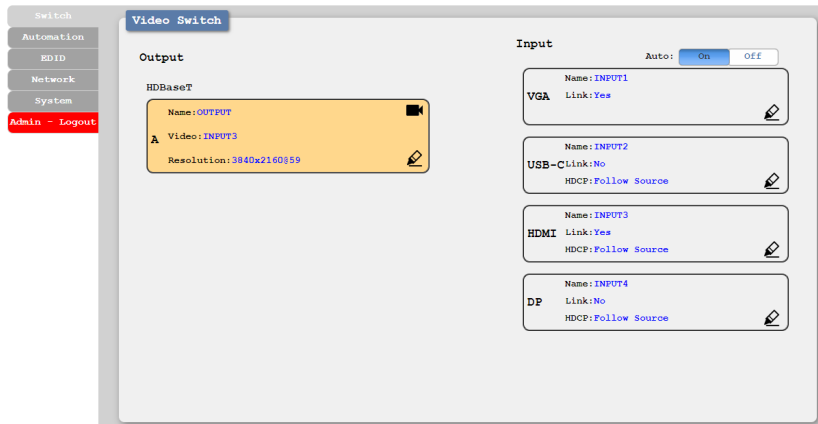 Switch
Automation
EDID
Network
System
Admin - Logout
Video Switch
Output
HDBaseT
A
Name:OUTPUT
Video:INPUT3
Resolution:3840x2160@59
Input
Auto: On Off
VGA
Name:INPUT1
Link:Yes
USB-C
Name:INPUT2
Link:No
HDCP:Follow Source
HDMI
Name:INPUT3
Link:Yes
HDCP:Follow Source
DP
Name:INPUT4
Link:No
HDCP:Follow Source